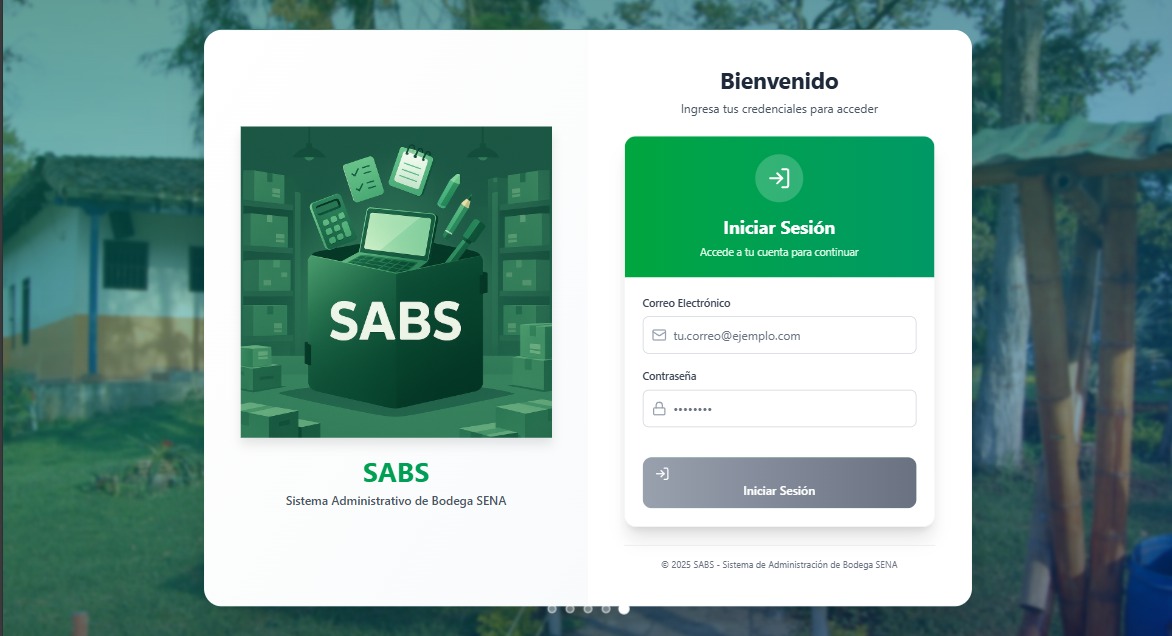 SABS
SABS
Sistema Administrativo de Bodega SENA
Bienvenido
Ingresa tus credenciales para acceder
Iniciar Sesión
Accede a tu cuenta para continuar
Correo Electrónico
tu.correo@ejemplo.com
Contraseña
••••••••
Iniciar Sesión
© 2025 SABS - Sistema de Administración de Bodega SENA